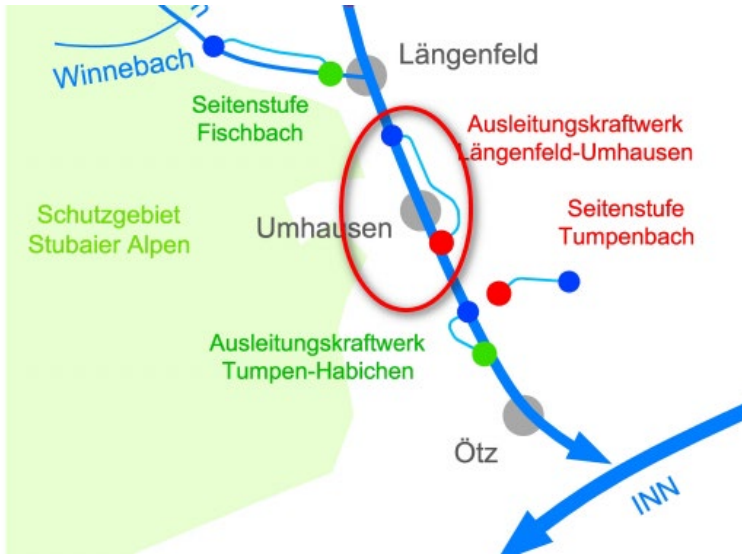 Winnebach
Längenfeld
Seitenstufe
Fischbach
Ausleitungskraftwerk
Längenfeld-Umhausen
Schutzgebiet
Stubaier Alpen
Umhausen
Seitenstufe
Tumpenbach
Ausleitungskraftwerk
Tumpen-Habichen
Ötz
INN